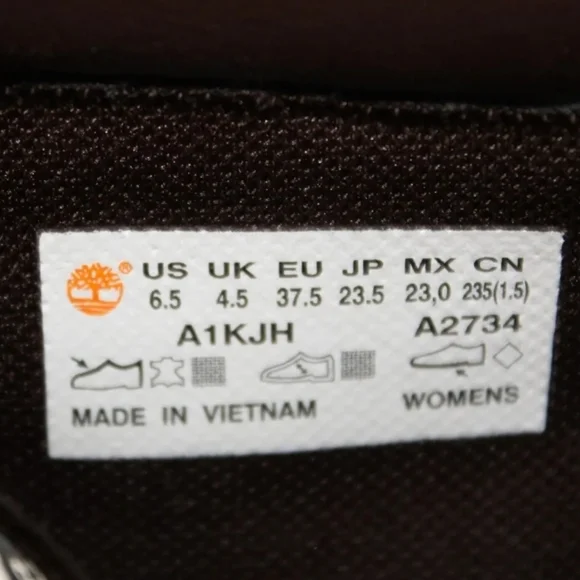 ® US UK EU JP MX CN
6.5 4.5 37.5 23.5 23,0 235(1.5)
A1KJH A2734
MADE IN VIETNAM WOMENS